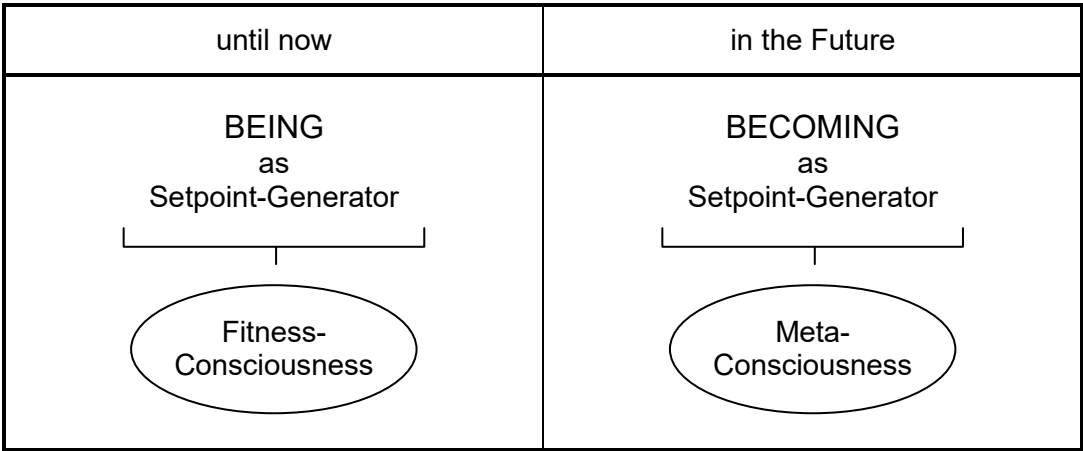 until now
in the Future
BEING
as
Setpoint-Generator
Fitness-
Consciousness
BECOMING
as
Setpoint-Generator
Meta-
Consciousness